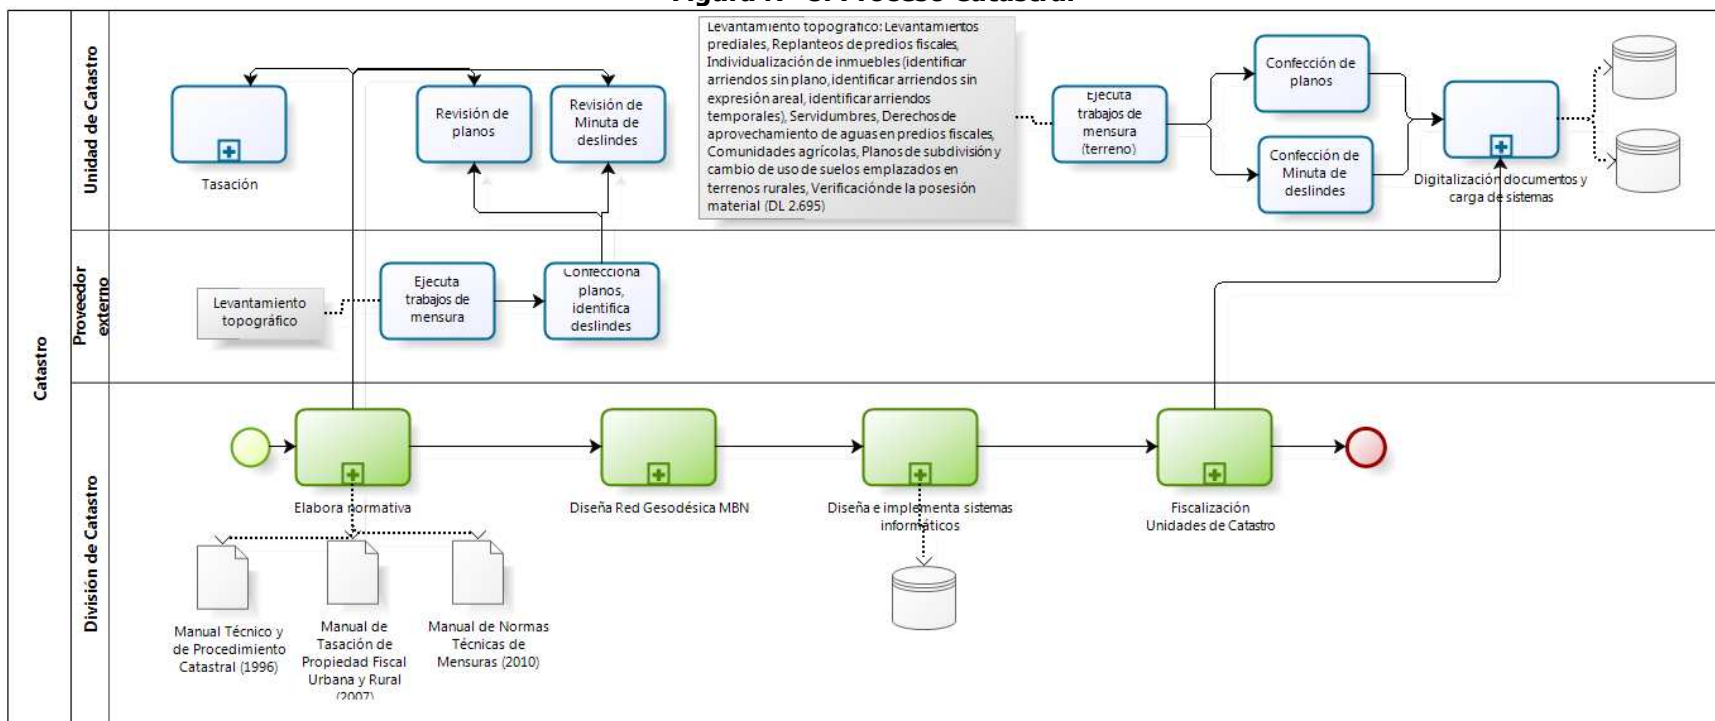 Catastro
Unidad de Catastro
Tasación
Revisión de
planos
Revisión de
Minuta de
deslindes
Levantamiento topográfico: Levantamientos
prediales, Replanteos de predios fiscales,
Individualización de inmuebles (identificar
arriendos sin plano, identificar arriendos sin
expresión areal, identificar arriendos
temporales), Servidumbres, Derechos de
aprovechamiento de aguas en predios fiscales,
Comunidades agrícolas, Planos de subdivisión y
cambio de uso de suelos emplazados en
terrenos rurales, Verificación de la posesión
material (DL 2.695)
Ejecuta
trabajos de
mensura
(terreno)
Confección de
planos
Confección de
Minuta de
deslindes
Digitalización documentos y
carga de sistemas
Proveedor
externo
Levantamiento
topográfico
Ejecuta
trabajos de
mensura
Confecciona
planos,
identifica
deslindes
División de Catastro
Elabora normativa
Diseña Red Gesodésica MBN
Diseña e implementa sistemas
informáticos
Fiscalización
Unidades de Catastro
Manual Técnico y
de Procedimiento
Catastral (1996)
Manual de
Tasación de
Propiedad Fiscal
Urbana y Rural
(2007)
Manual de Normas
Técnicas de
Mensuras (2010)